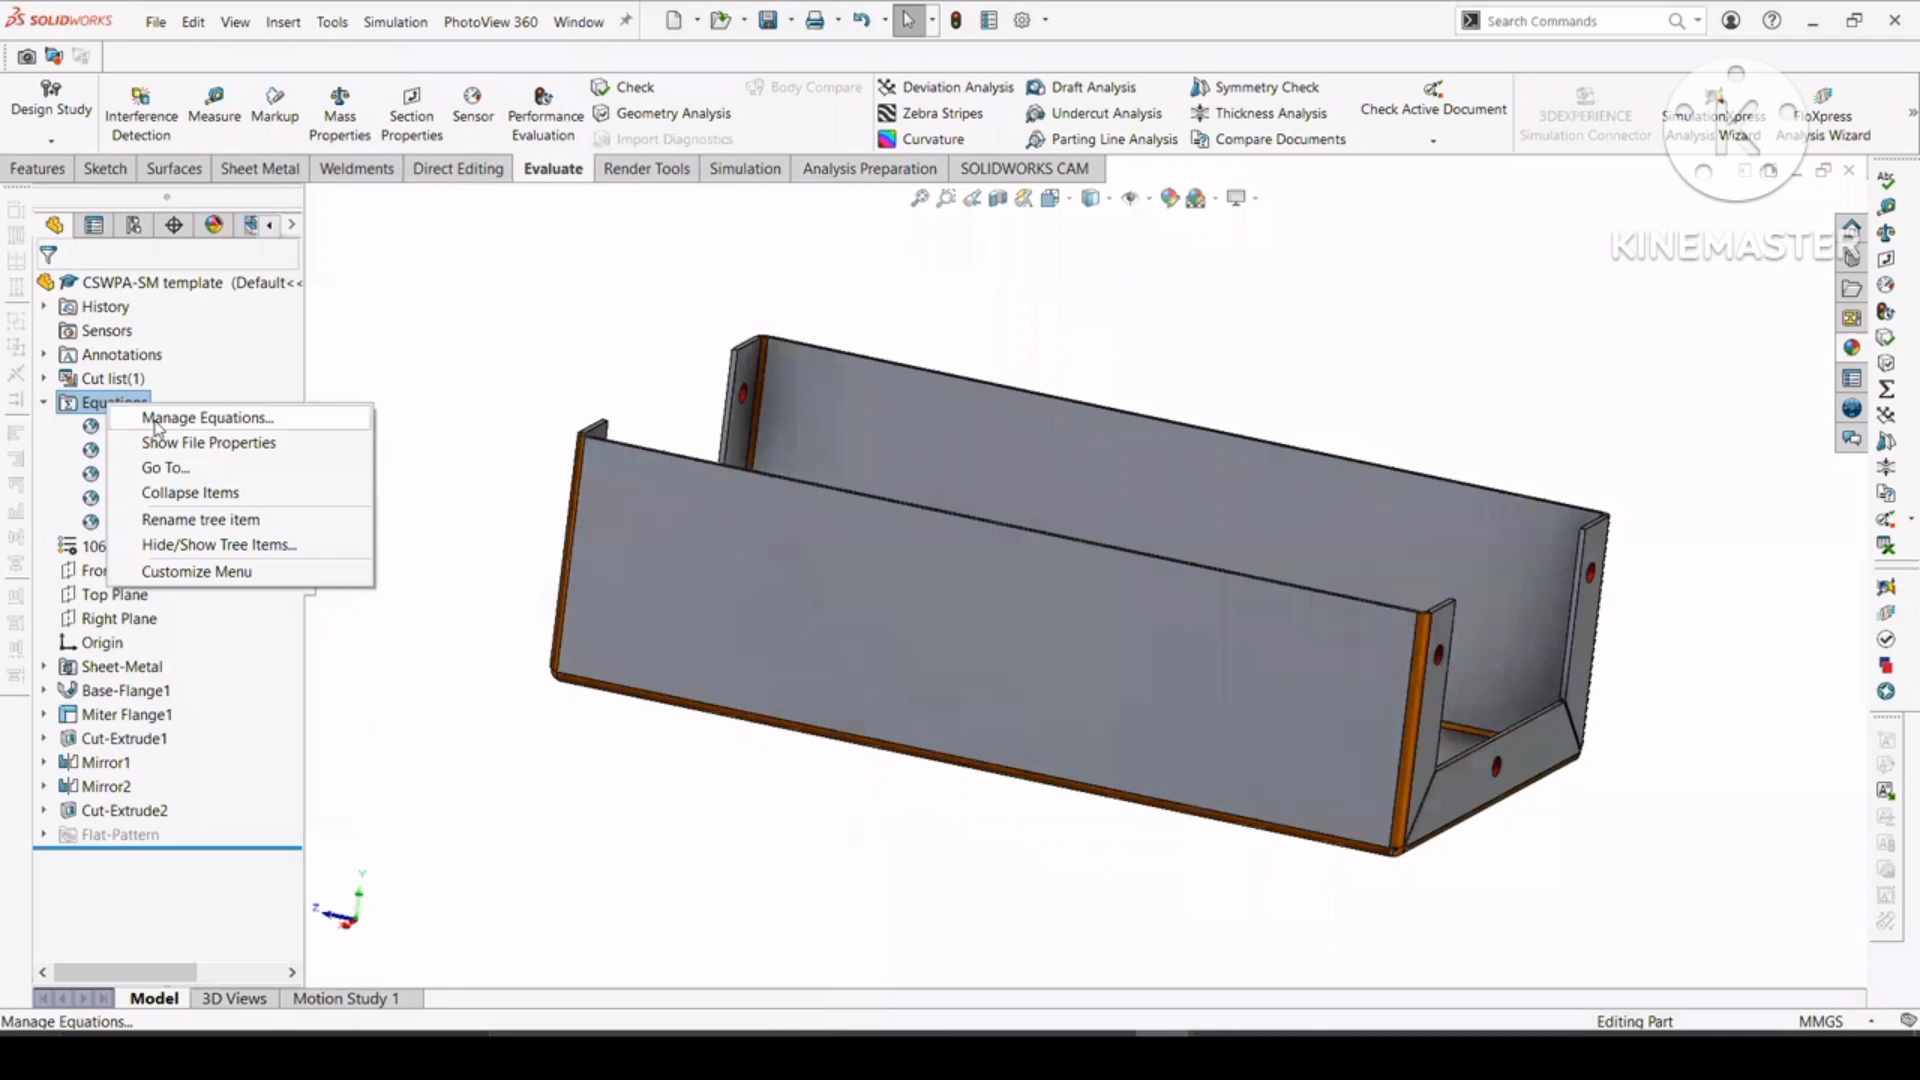 SOLIDWORKS File Edit View Insert Tools Simulation PhotoView 360 Window Search Commands
Design Study
Interference Detection
Measure
Markup
Mass Properties
Section Properties
Sensor
Performance Evaluation
Check
Geometry Analysis
Import Diagnostics
Body Compare
Deviation Analysis
Zebra Stripes
Curvature
Draft Analysis
Undercut Analysis
Parting Line Analysis
Symmetry Check
Thickness Analysis
Compare Documents
Check Active Document
3DEXPERIENCE
Simulation Connector
SimulationXpress
Analysis Wizard
FloXpress
Analysis Wizard
Features Sketch Surfaces Sheet Metal Weldments Direct Editing Evaluate Render Tools Simulation Analysis Preparation SOLIDWORKS CAM
KINEMASTER
CSWPA-SM template (Default<<
History
Sensors
Annotations
Cut list(1)
Equations
Manage Equations...
Show File Properties
Go To...
Collapse Items
Rename tree item
Hide/Show Tree Items...
Customize Menu
106
Fron
Top Plane
Right Plane
Origin
Sheet-Metal
Base-Flange1
Miter Flange1
Cut-Extrude1
Mirror1
Mirror2
Cut-Extrude2
Flat-Pattern
Y
Z
Model 3D Views Motion Study 1
Manage Equations... Editing Part MMGS